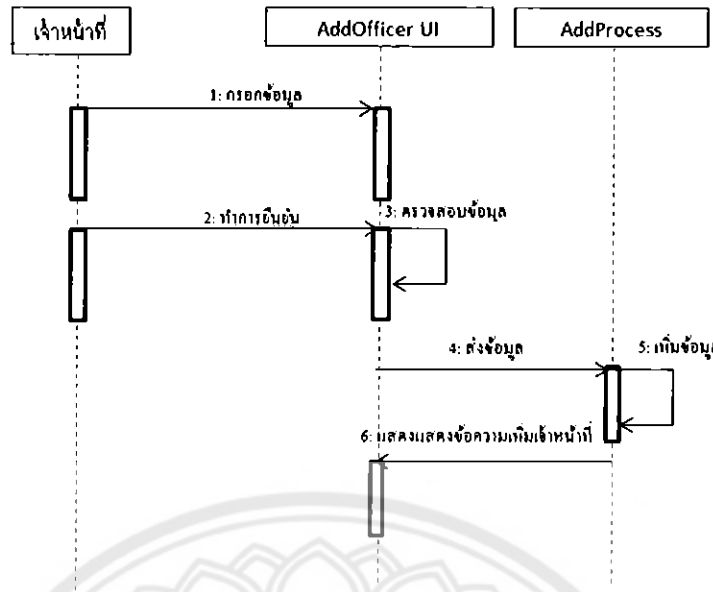 เจ้าหน้าที่
AddOfficer UI
AddProcess
1: กรอกข้อมูล
2: ทำการยืนยัน
3: ตรวจสอบข้อมูล
4: ส่งข้อมูล
5: เพิ่มข้อมูล
6: แสดงแสดงข้อความเพิ่มเจ้าหน้าที่